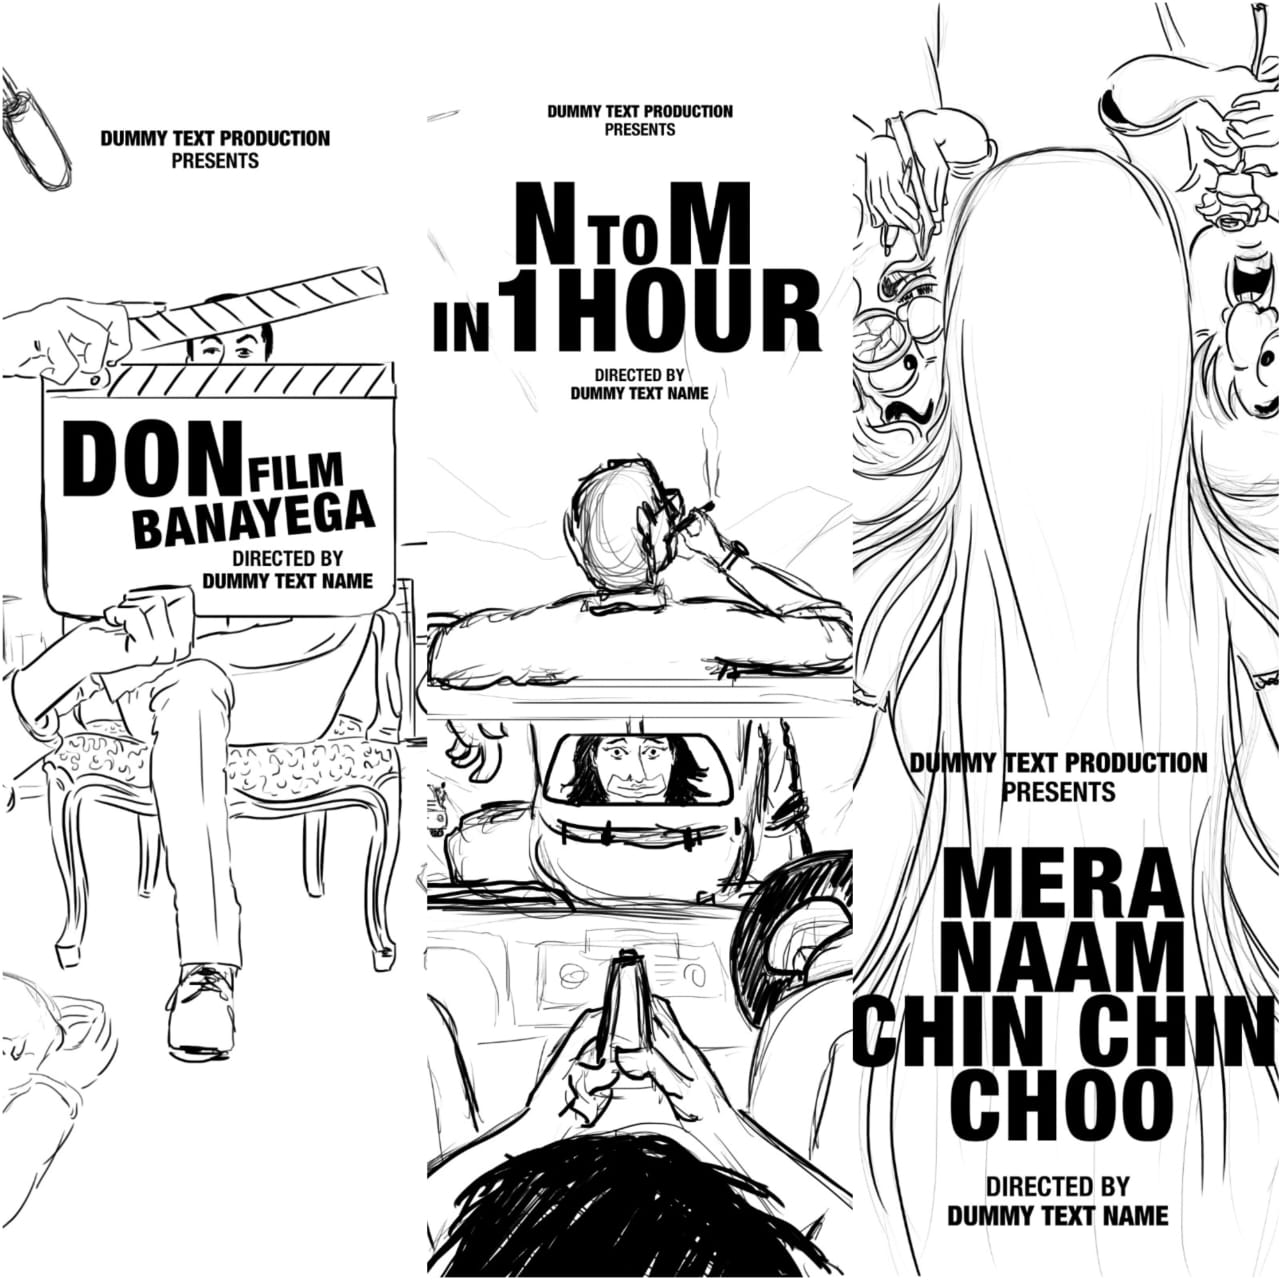 DUMMY TEXT PRODUCTION
PRESENTS
DON FILM
BANAYEGA
DIRECTED BY
DUMMY TEXT NAME
DUMMY TEXT PRODUCTION
PRESENTS
N TO M
IN 1 HOUR
DIRECTED BY
DUMMY TEXT NAME
DUMMY TEXT PRODUCTION
PRESENTS
MERA
NAAM
CHIN CHIN
CHOO
DIRECTED BY
DUMMY TEXT NAME